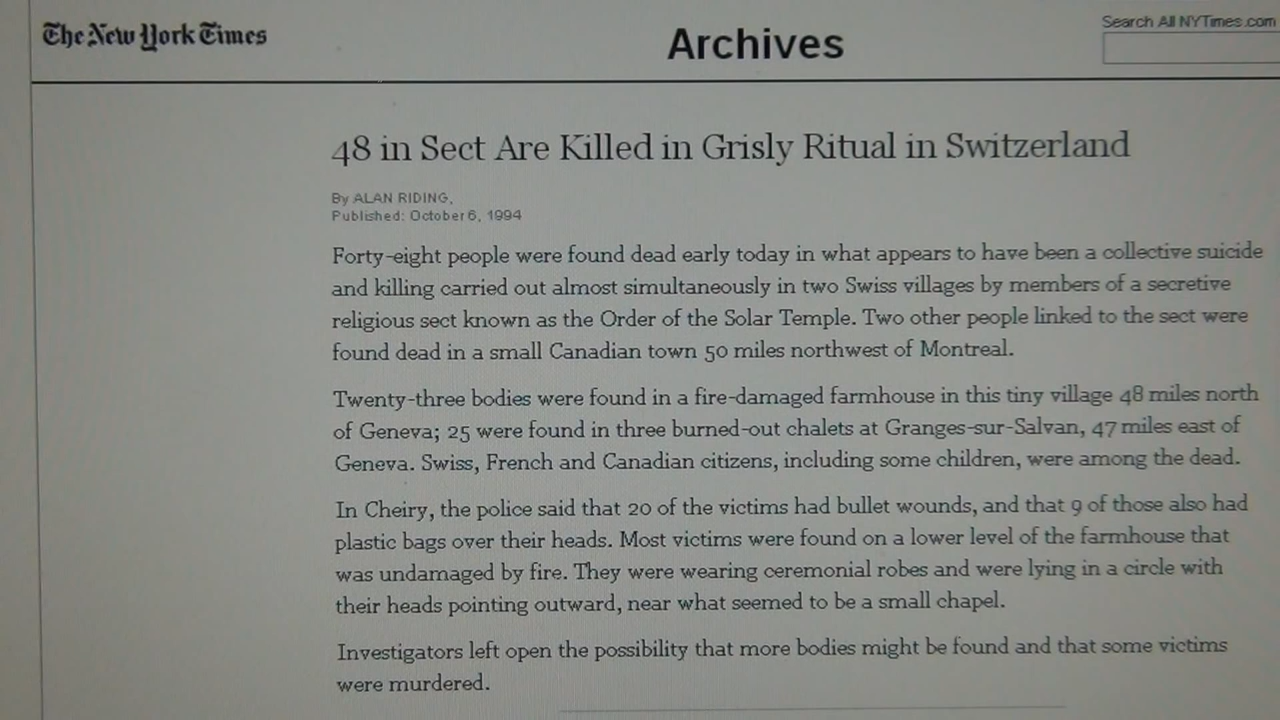 The New York Times
Archives
Search All NYTimes.com
48 in Sect Are Killed in Grisly Ritual in Switzerland
By ALAN RIDING,
Published: October 6, 1994
Forty-eight people were found dead early today in what appears to have been a collective suicide
and killing carried out almost simultaneously in two Swiss villages by members of a secretive
religious sect known as the Order of the Solar Temple. Two other people linked to the sect were
found dead in a small Canadian town 50 miles northwest of Montreal.
Twenty-three bodies were found in a fire-damaged farmhouse in this tiny village 48 miles north
of Geneva; 25 were found in three burned-out chalets at Granges-sur-Salvan, 47 miles east of
Geneva. Swiss, French and Canadian citizens, including some children, were among the dead.
In Cheiry, the police said that 20 of the victims had bullet wounds, and that 9 of those also had
plastic bags over their heads. Most victims were found on a lower level of the farmhouse that
was undamaged by fire. They were wearing ceremonial robes and were lying in a circle with
their heads pointing outward, near what seemed to be a small chapel.
Investigators left open the possibility that more bodies might be found and that some victims
were murdered.